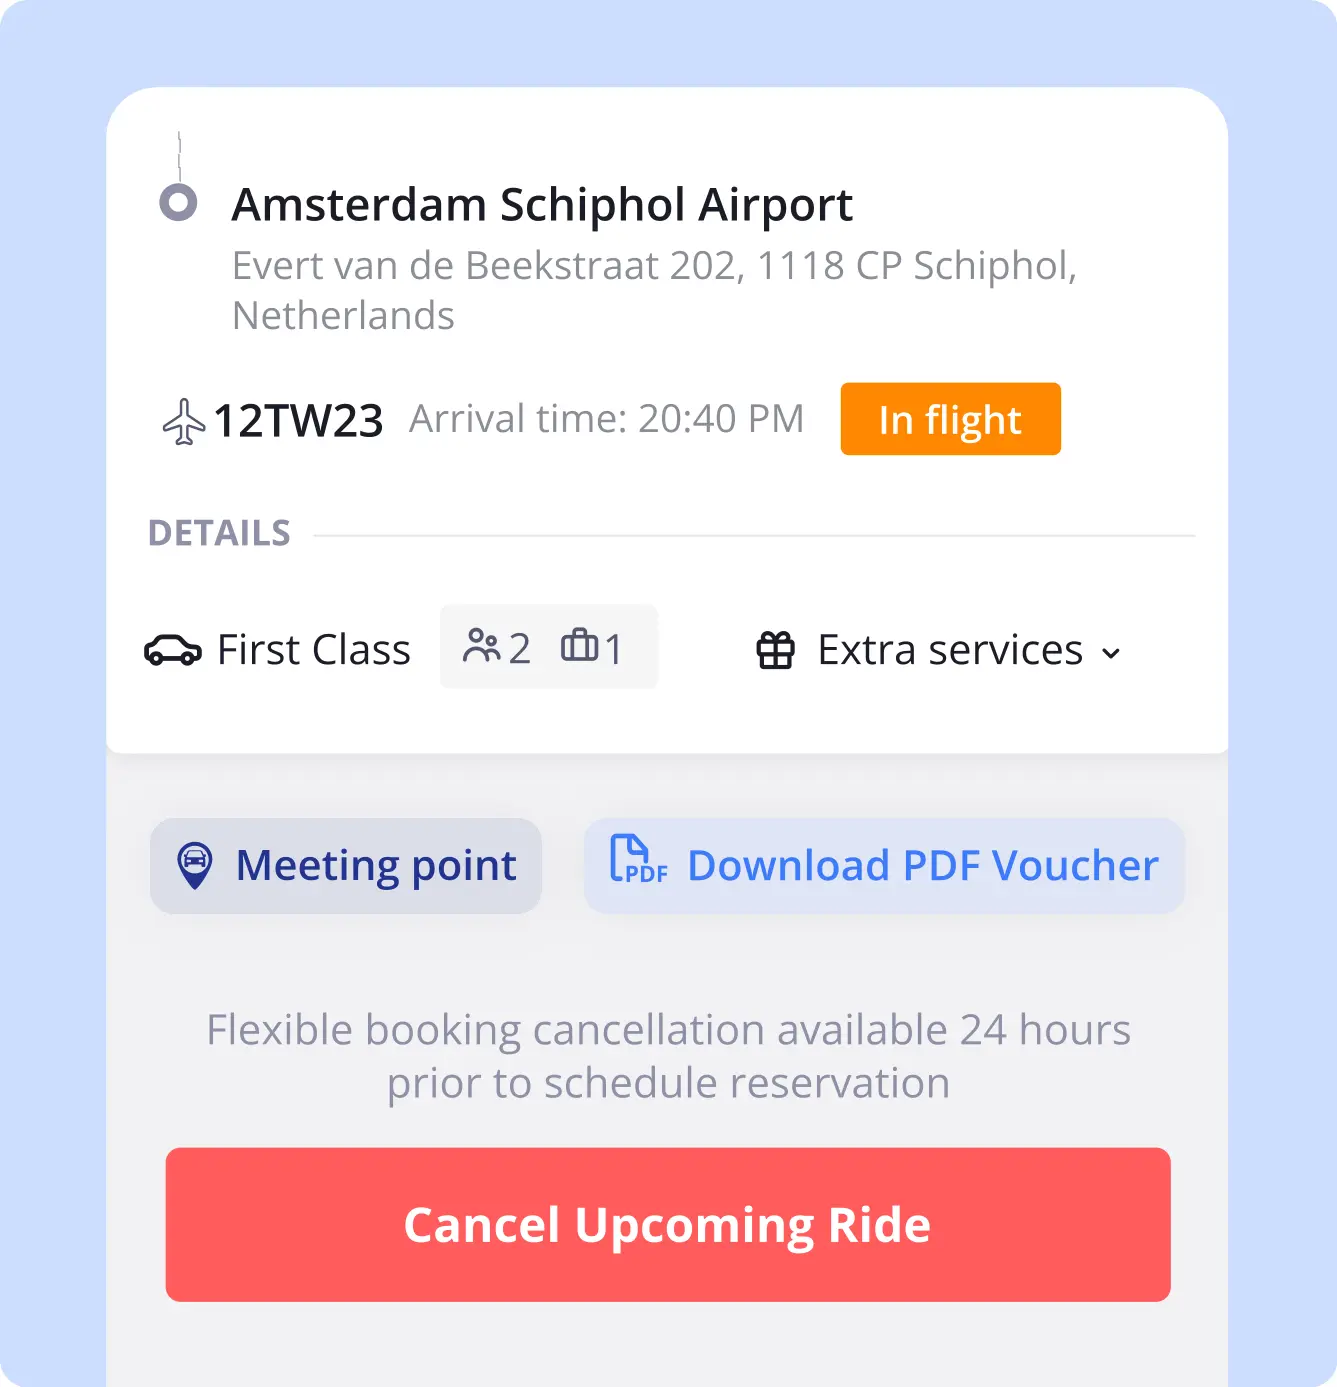 Amsterdam Schiphol Airport
Evert van de Beekstraat 202, 1118 CP Schiphol,
Netherlands
12TW23 Arrival time: 20:40 PM In flight
DETAILS
First Class 2 1 Extra services
Meeting point PDF Download PDF Voucher
Flexible booking cancellation available 24 hours
prior to schedule reservation
Cancel Upcoming Ride